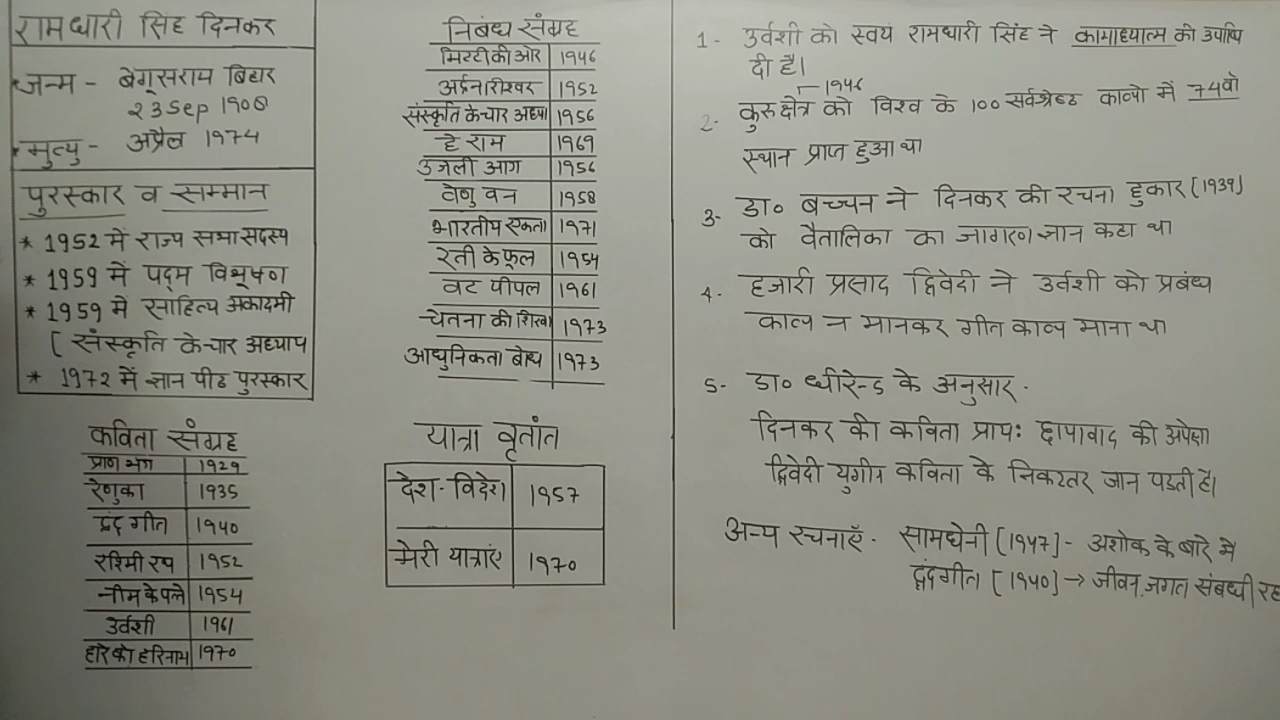 रामधारी सिंह दिनकर
जन्म - बेगूसराय बिहार
23 Sep 1908
मृत्यु - अप्रैल 1974
पुरस्कार व सम्मान
* 1952 में राज्य सभा सदस्य
* 1959 में पद्म विभूषण
* 1959 में साहित्य अकादमी
[ संस्कृति के चार अध्याय
* 1972 में ज्ञान पीठ पुरस्कार
कविता संग्रह
प्राण भंग 1929
रेणुका 1935
द्वंद गीत 1940
रश्मि रथ 1952
नीम के पत्ते 1954
उर्वशी 1961
हारे को हरिनाम 1970
निबंध संग्रह
मिट्टी की ओर 1946
अर्द्धनारीश्वर 1952
संस्कृति के चार अध्या 1956
हे राम 1969
उजली आग 1956
वेणु वन 1958
भारतीय एकता 1971
रेती के फूल 1954
वट पीपल 1961
चेतना की शिखा 1973
आधुनिकता बोध 1973
यात्रा वृतांत
देश-विदेश 1957
मेरी यात्राएं 1970
1- उर्वशी को स्वयं रामधारी सिंह ने कामाध्यात्म की उपाधि
दी है।
1946
2- कुरुक्षेत्र को विश्व के 100 सर्वश्रेष्ठ काव्यो में 74वो
स्थान प्राप्त हुआ था
3- डा० बच्चन ने दिनकर की रचना हुकार (1939)
को वैतालिका का जागरण ज्ञान कहा था
4- हजारी प्रसाद द्विवेदी ने उर्वशी को प्रबंध
काव्य न मानकर गीत काव्य माना था
5- डा० धीरेन्द्र के अनुसार -
दिनकर की कविता प्रायः छायावाद की अपेक्षा
द्विवेदी युगीन कविता के निकटतर जान पडती है।
अन्य रचनाएँ - सामधेनी (1947) - अशोक के बारे में
द्वंदगीत [1940] → जीवन, जगत संबंधी रह